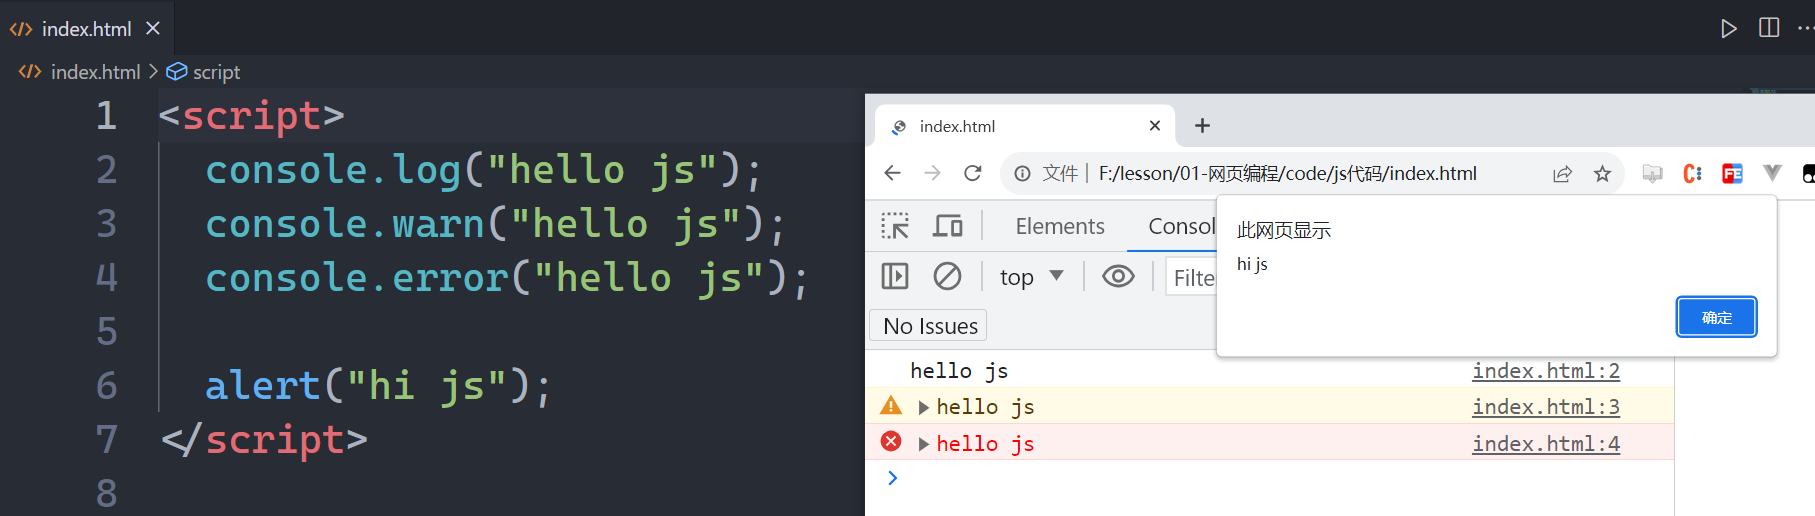 index.html
index.html > script
1 <script>
2 console.log("hello js");
3 console.warn("hello js");
4 console.error("hello js");
5
6 alert("hi js");
7 </script>
8
index.html
文件 F:/lesson/01-网页编程/code/js代码/index.html
Elements Consol
此网页显示
hi js
确定
top Filte
No Issues
hello js index.html:2
hello js index.html:3
hello js index.html:4